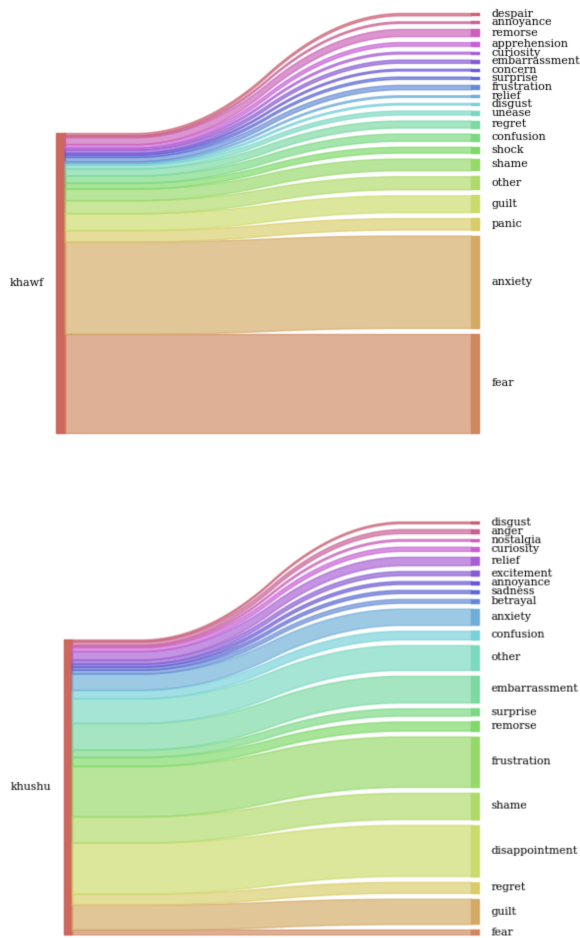 despair
annoyance
remorse
apprehension
curiosity
embarrassment
concern
surprise
frustration
relief
disgust
unease
regret
confusion
shock
shame
other
guilt
panic
khawf
anxiety
fear
disgust
anger
nostalgia
curiosity
relief
excitement
annoyance
sadness
betrayal
anxiety
confusion
other
embarrassment
surprise
remorse
frustration
khushu
shame
disappointment
regret
guilt
fear